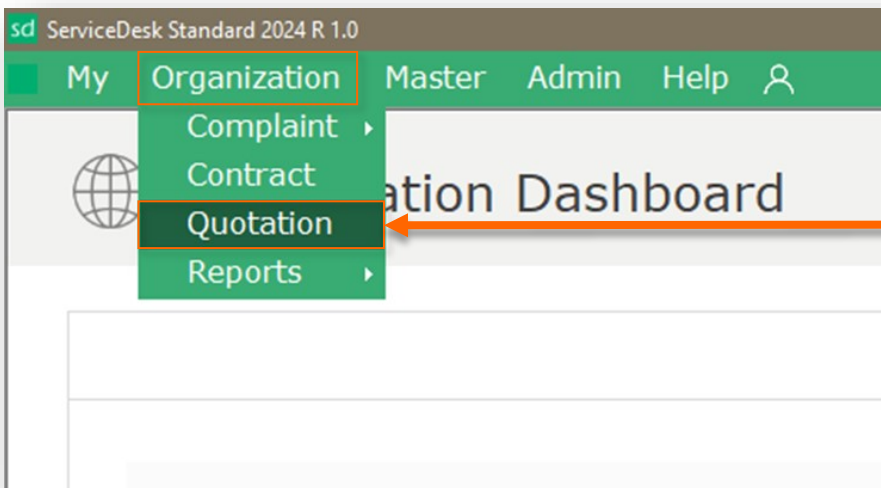 sd ServiceDesk Standard 2024 R 1.0
My Organization Master Admin Help
Complaint
Contract
ation Dashboard
Quotation
Reports